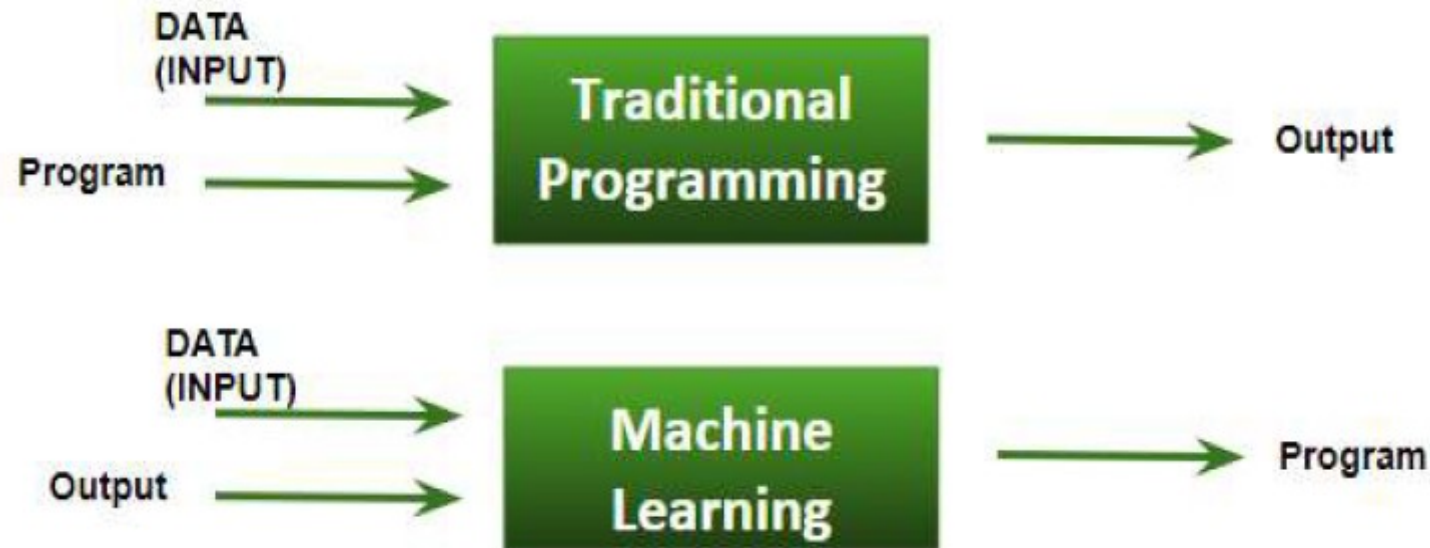 DATA
(INPUT)
Program
Traditional
Programming
Output
DATA
(INPUT)
Output
Machine
Learning
Program